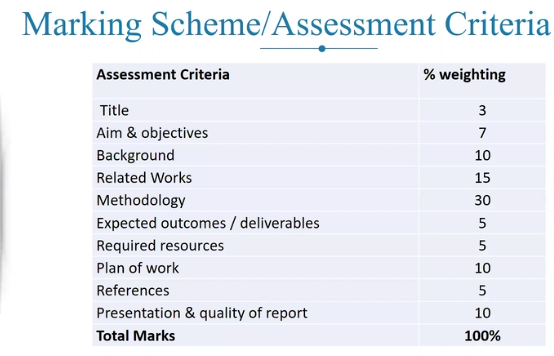 Marking Scheme/Assessment Criteria
Assessment Criteria % weighting
Title 3
Aim & objectives 7
Background 10
Related Works 15
Methodology 30
Expected outcomes / deliverables 5
Required resources 5
Plan of work 10
References 5
Presentation & quality of report 10
Total Marks 100%